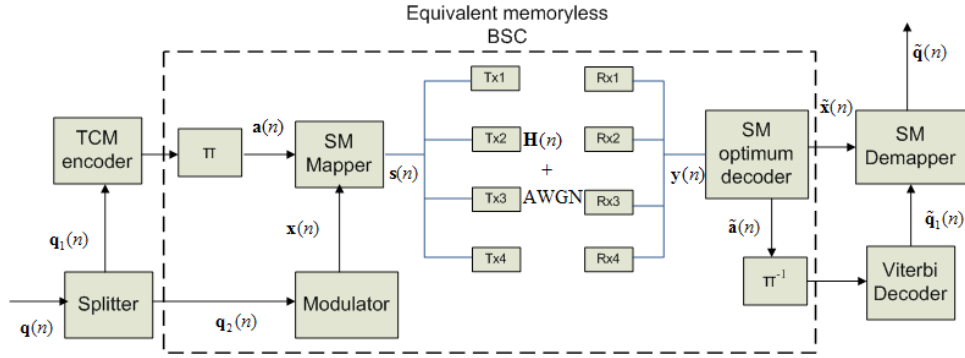 Equivalent memoryless
BSC
TCM
encoder
π
a(n)
SM
Mapper
s(n)
Tx1
Tx2
Tx3
Tx4
H(n)
+
AWGN
Rx1
Rx2
Rx3
Rx4
y(n)
SM
optimum
decoder
x̃(n)
q̃(n)
SM
Demapper
q₁(n)
x(n)
ã(n)
q̃₁(n)
q(n)
Splitter
q₂(n)
Modulator
π⁻¹
Viterbi
Decoder